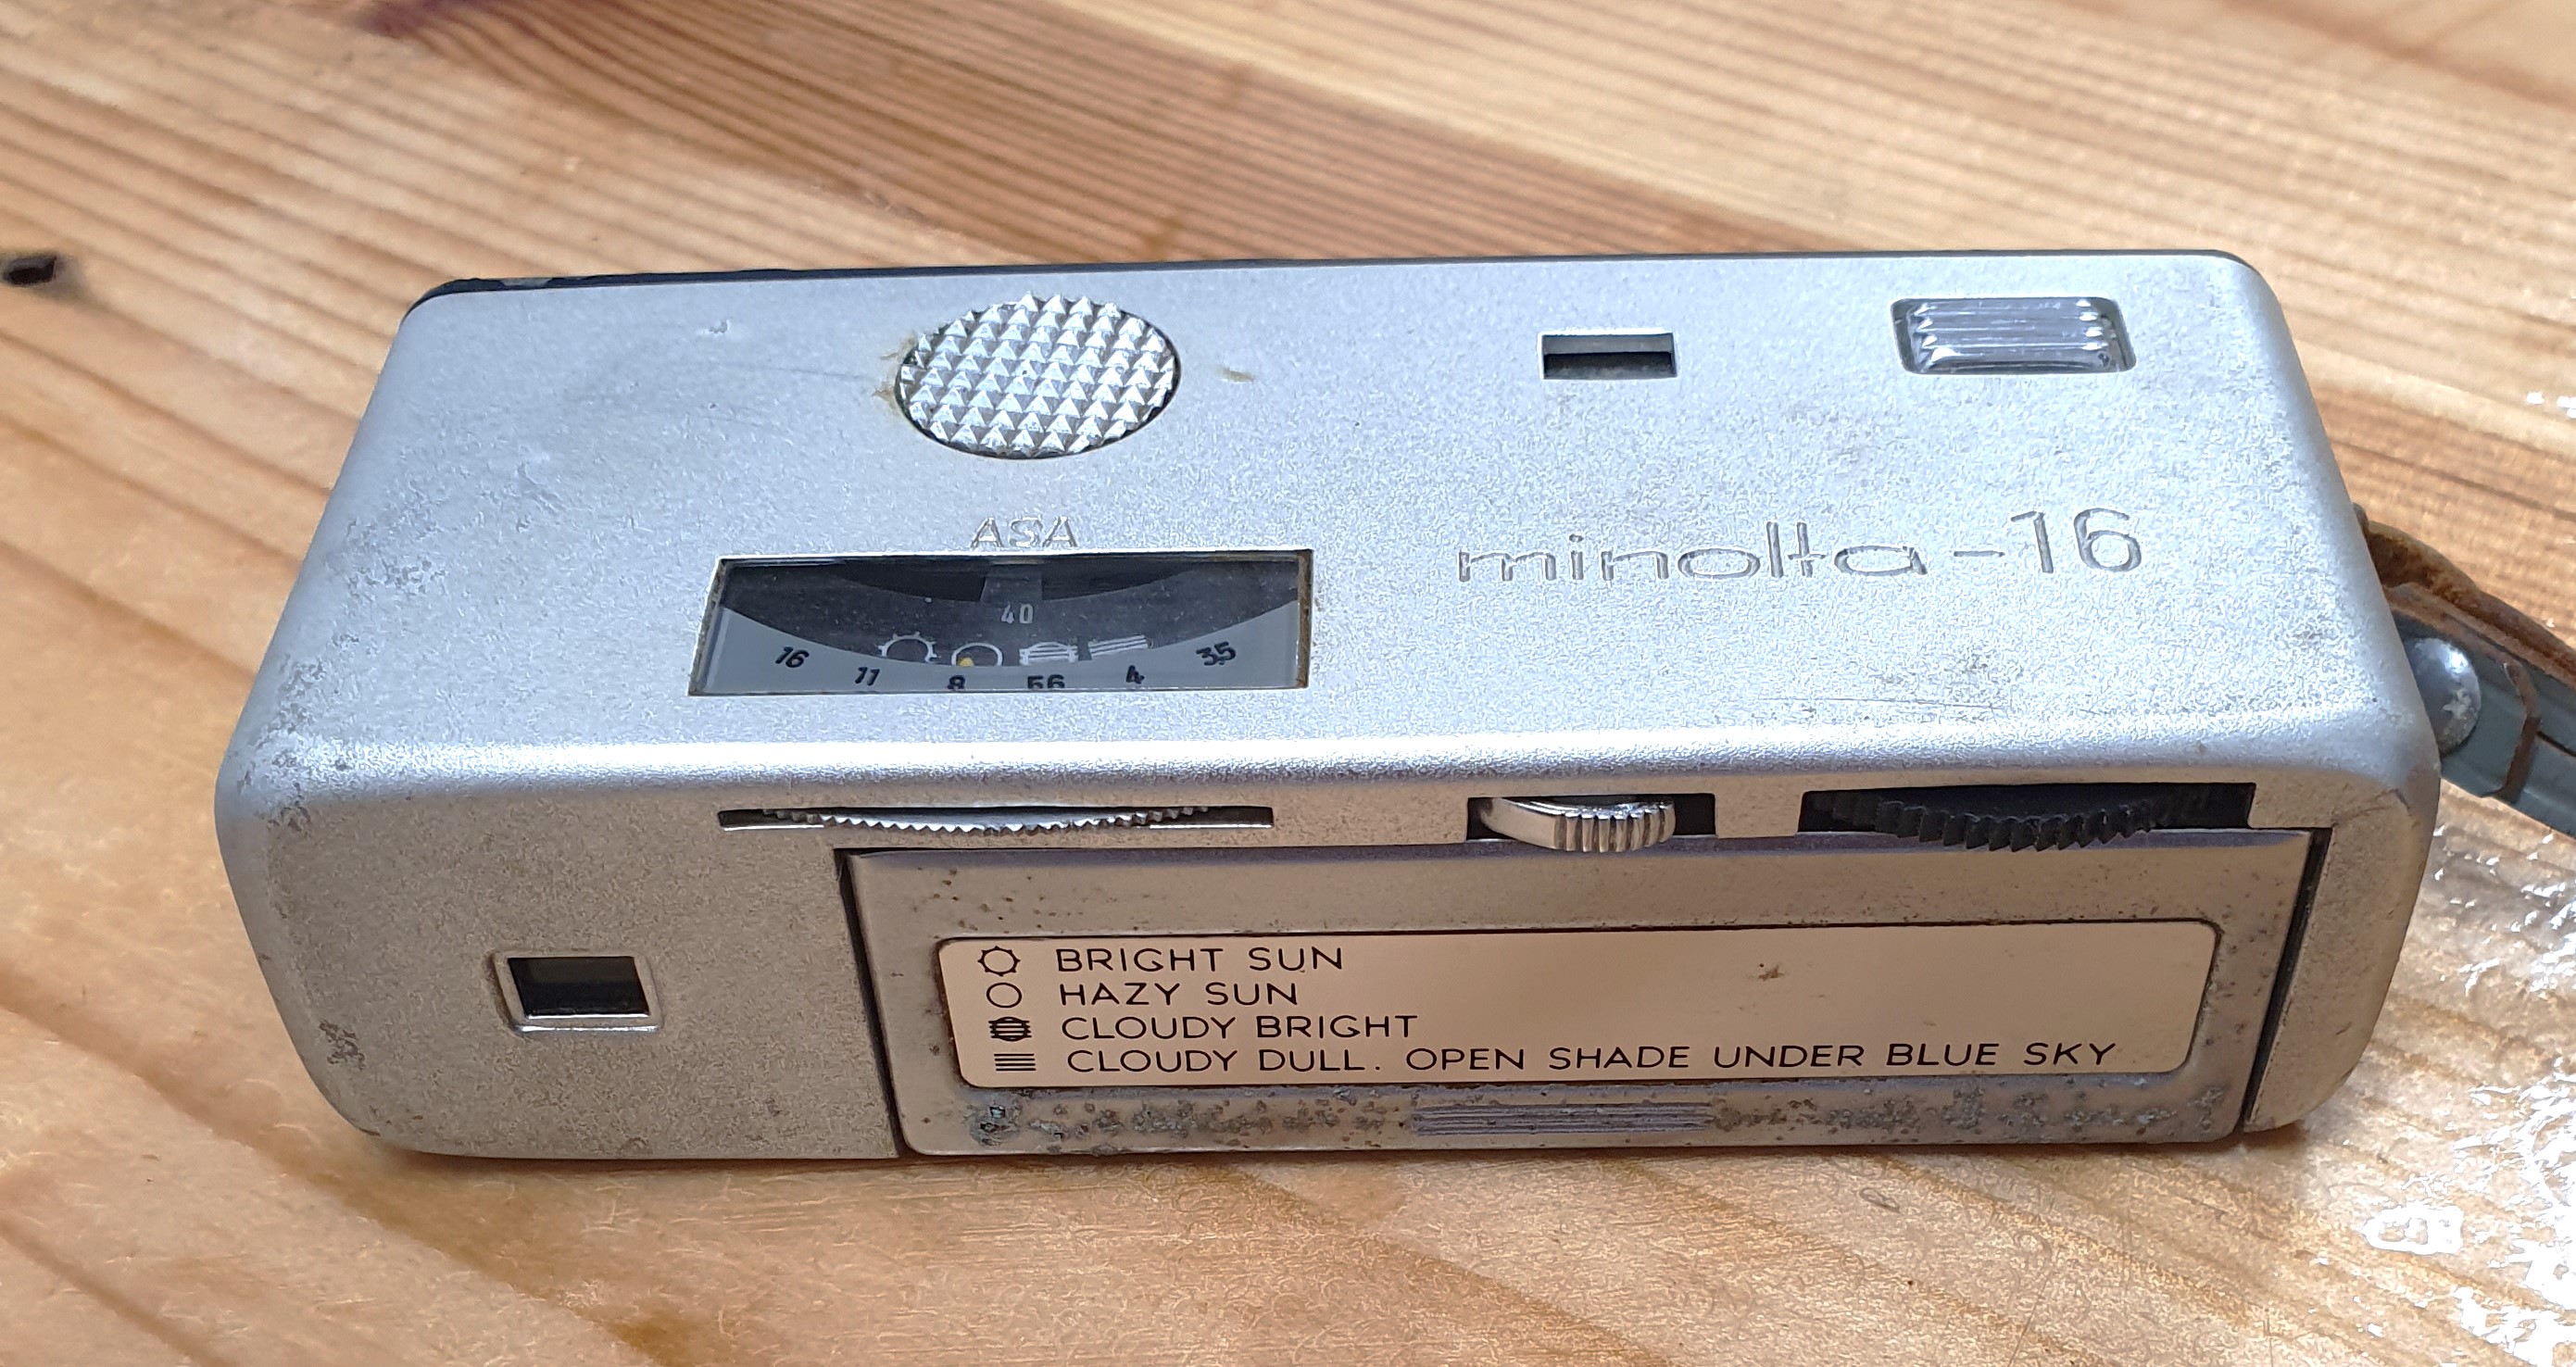 ASA
minolta-16
40
16 11 8 5.6 4 3.5
BRIGHT SUN
HAZY SUN
CLOUDY BRIGHT
CLOUDY DULL. OPEN SHADE UNDER BLUE SKY